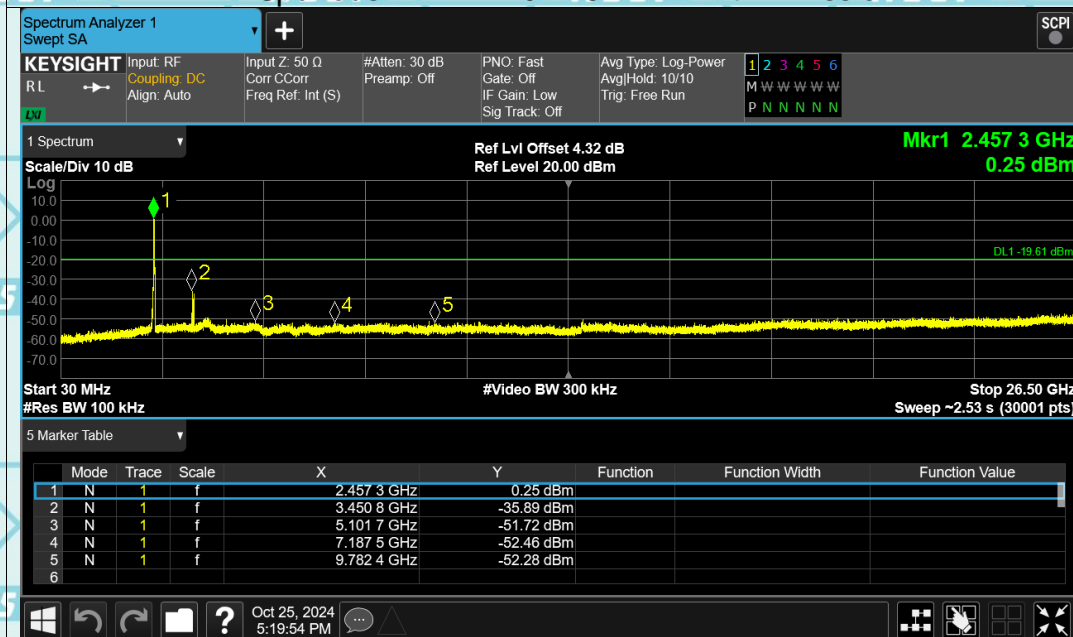 Spectrum Analyzer 1
Swept SA
+
SCPI
KEYSIGHT Input: RF Input Z: 50 Ω #Atten: 30 dB PNO: Fast Avg Type: Log-Power 1 2 3 4 5 6
RL Coupling: DC Corr CCorr Preamp: Off Gate: Off Avg|Hold: 10/10 M W W W W W
Align: Auto Freq Ref: Int (S) IF Gain: Low Trig: Free Run
LXI Sig Track: Off P N N N N N
1 Spectrum
Ref Lvl Offset 4.32 dB Mkr1 2.457 3 GHz
Scale/Div 10 dB Ref Level 20.00 dBm 0.25 dBm
Log
10.0
0.00
-10.0
-20.0
-30.0
-40.0
-50.0
-60.0
-70.0
1
2
3
4
5
DL1 -19.61 dBm
Start 30 MHz #Video BW 300 kHz Stop 26.50 GHz
#Res BW 100 kHz Sweep ~2.53 s (30001 pts)
5 Marker Table
Mode Trace Scale X Y Function Function Width Function Value
1 N 1 f 2.457 3 GHz 0.25 dBm
2 N 1 f 3.450 8 GHz -35.89 dBm
3 N 1 f 5.101 7 GHz -51.72 dBm
4 N 1 f 7.187 5 GHz -52.46 dBm
5 N 1 f 9.782 4 GHz -52.28 dBm
6
? Oct 25, 2024
5:19:54 PM